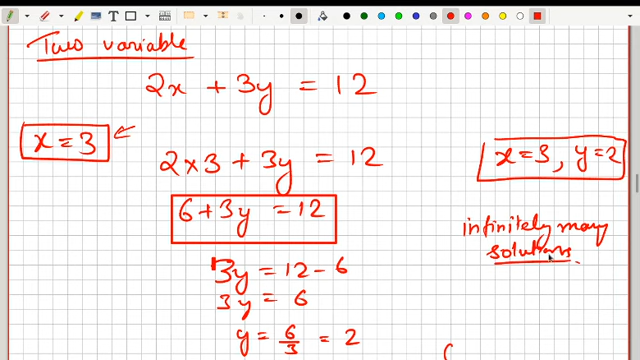 Two variable
2x + 3y = 12
x = 3
2 x 3 + 3y = 12
x = 3, y = 2
6 + 3y = 12
infinitely many
solutions.
3y = 12 - 6
3y = 6
y = 6/3 = 2